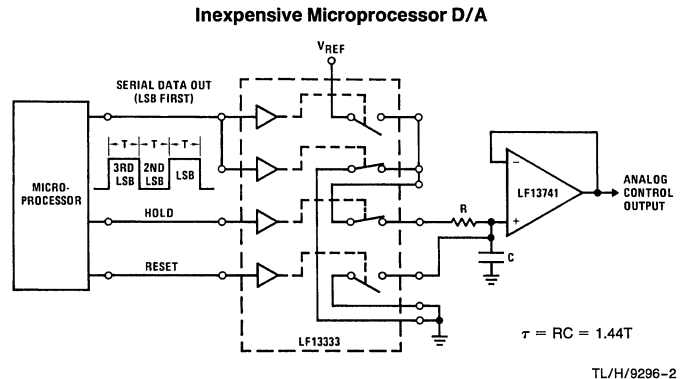 Inexpensive Microprocessor D/A
V_REF
SERIAL DATA OUT
(LSB FIRST)
T T T
3RD LSB
2ND LSB
LSB
MICRO-
PROCESSOR
HOLD
RESET
LF13333
R
C
−
+
LF13741
ANALOG
CONTROL
OUTPUT
τ = RC = 1.44T
TL/H/9296–2